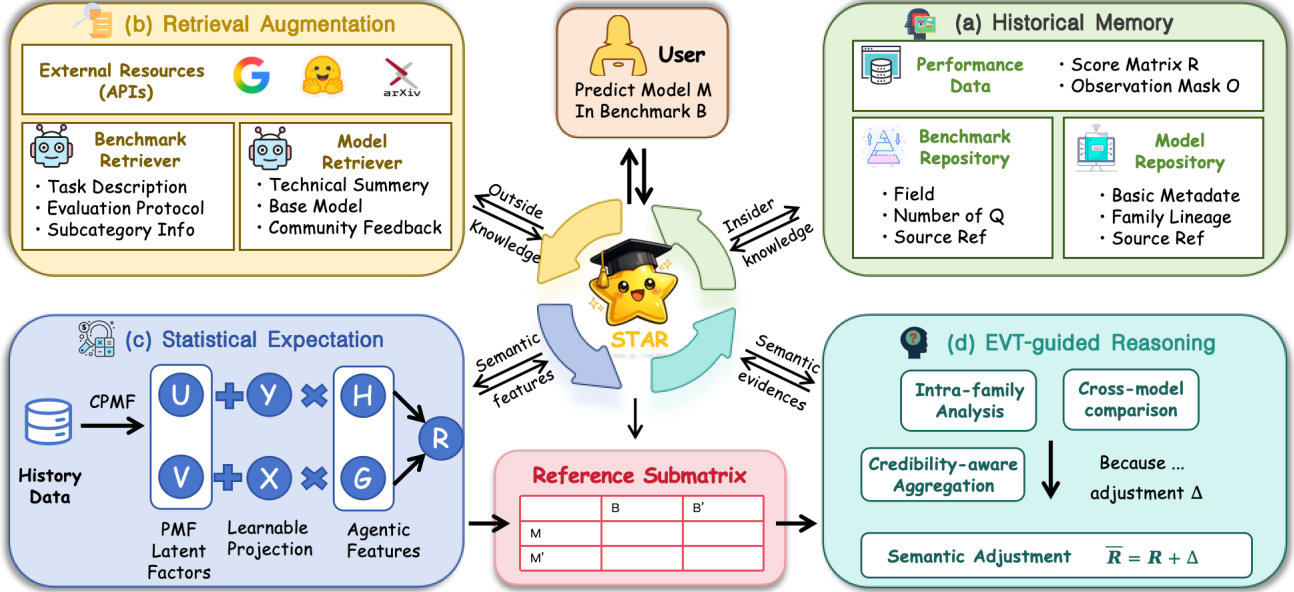 (b) Retrieval Augmentation
External Resources
(APIs)
arXiv
Benchmark
Retriever
· Task Description
· Evaluation Protocol
· Subcategory Info
Model
Retriever
· Technical Summery
· Base Model
· Community Feedback
User
Predict Model M
In Benchmark B
(a) Historical Memory
Performance
Data
· Score Matrix R
· Observation Mask O
Benchmark
Repository
· Field
· Number of Q
· Source Ref
Model
Repository
· Basic Metadate
· Family Lineage
· Source Ref
Outside
Knowledge
Insider
knowledge
STAR
Semantic
features
Semantic
evidences
(c) Statistical Expectation
CPMF
History
Data
U + Y × H
R
V + X × G
PMF
Latent
Factors
Learnable
Projection
Agentic
Features
Reference Submatrix
B B'
M
M'
(d) EVT-guided Reasoning
?
Intra-family
Analysis
Cross-model
comparison
Credibility-aware
Aggregation
Because ...
adjustment Δ
Semantic Adjustment R̅ = R + Δ